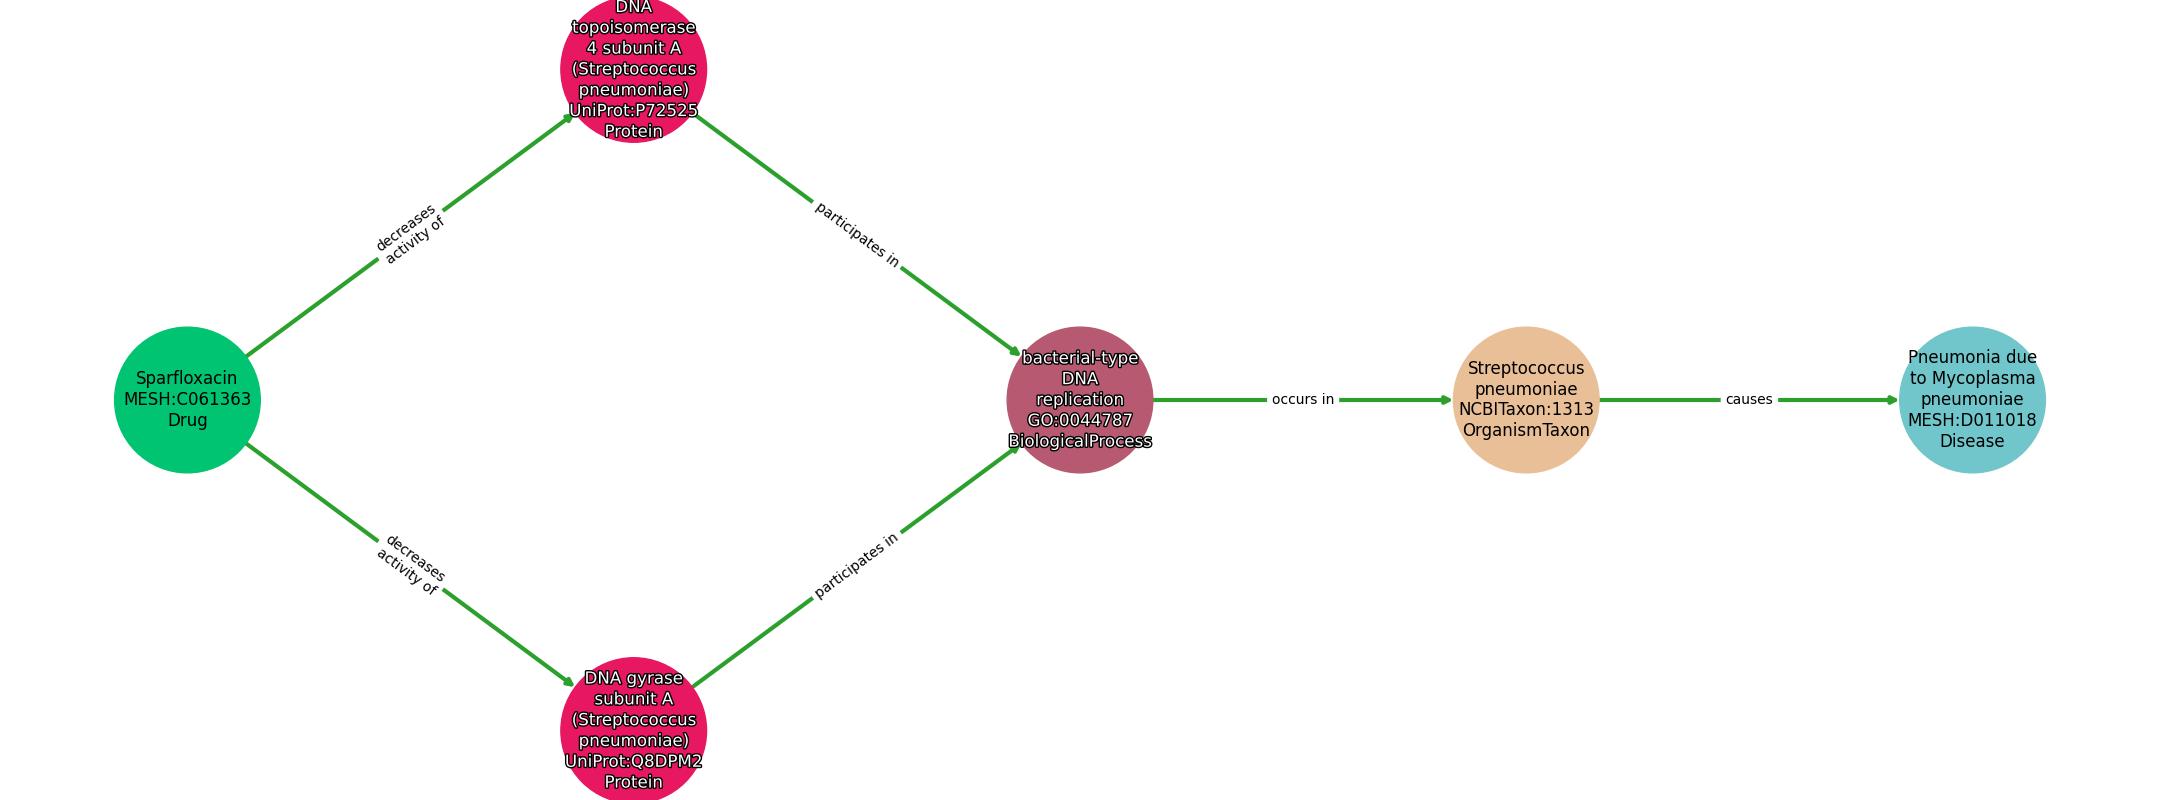 DNA
topoisomerase
4 subunit A
(Streptococcus
pneumoniae)
UniProt:P72525
Protein
decreases
activity of
participates in
Sparfloxacin
MESH:C061363
Drug
bacterial-type
DNA
replication
GO:0044787
BiologicalProcess
occurs in
Streptococcus
pneumoniae
NCBITaxon:1313
OrganismTaxon
causes
Pneumonia due
to Mycoplasma
pneumoniae
MESH:D011018
Disease
decreases
activity of
participates in
DNA gyrase
subunit A
(Streptococcus
pneumoniae)
UniProt:Q8DPM2
Protein